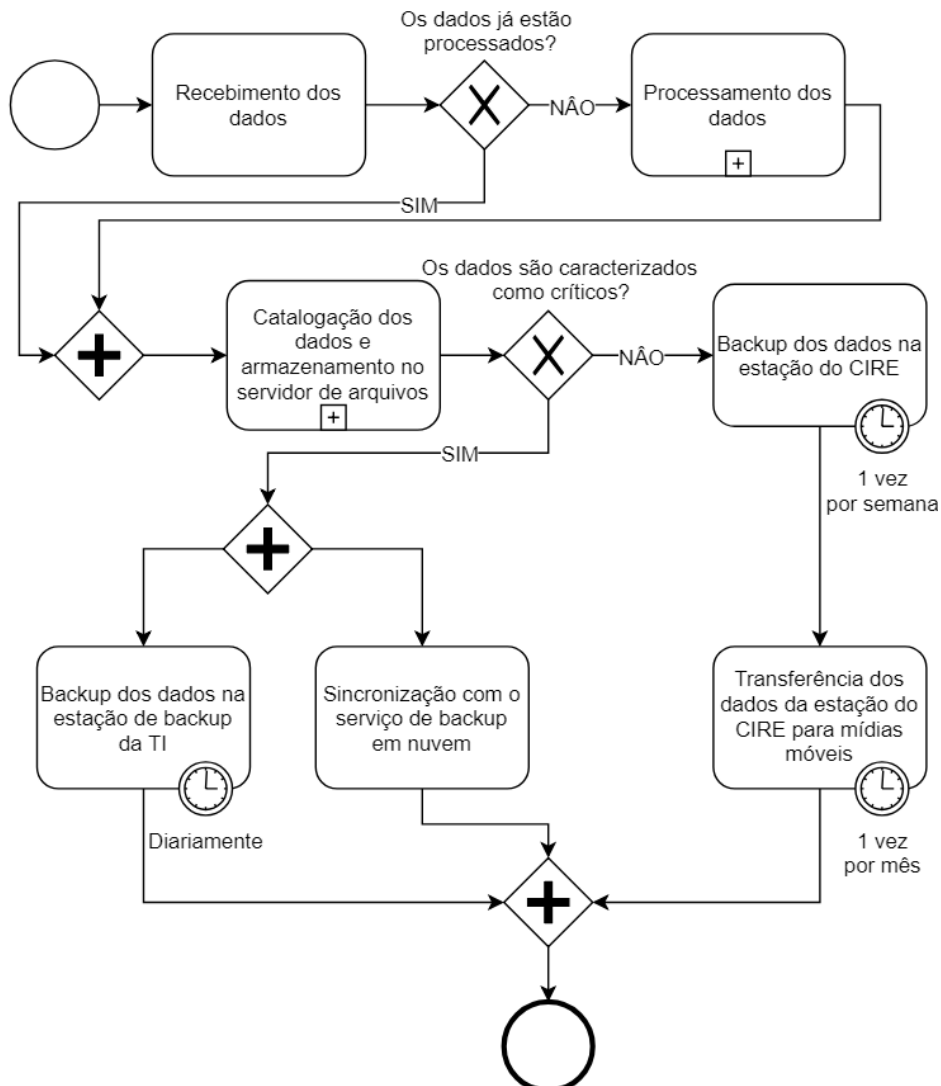 Os dados já estão
processados?
Recebimento dos
dados
NÂO
Processamento dos
dados
SIM
Os dados são caracterizados
como críticos?
Catalogação dos
dados e
armazenamento no
servidor de arquivos
NÃO
Backup dos dados na
estação do CIRE
SIM
1 vez
por semana
Backup dos dados na
estação de backup
da TI
Sincronização com o
serviço de backup
em nuvem
Transferência dos
dados da estação do
CIRE para mídias
móveis
Diariamente
1 vez
por mês